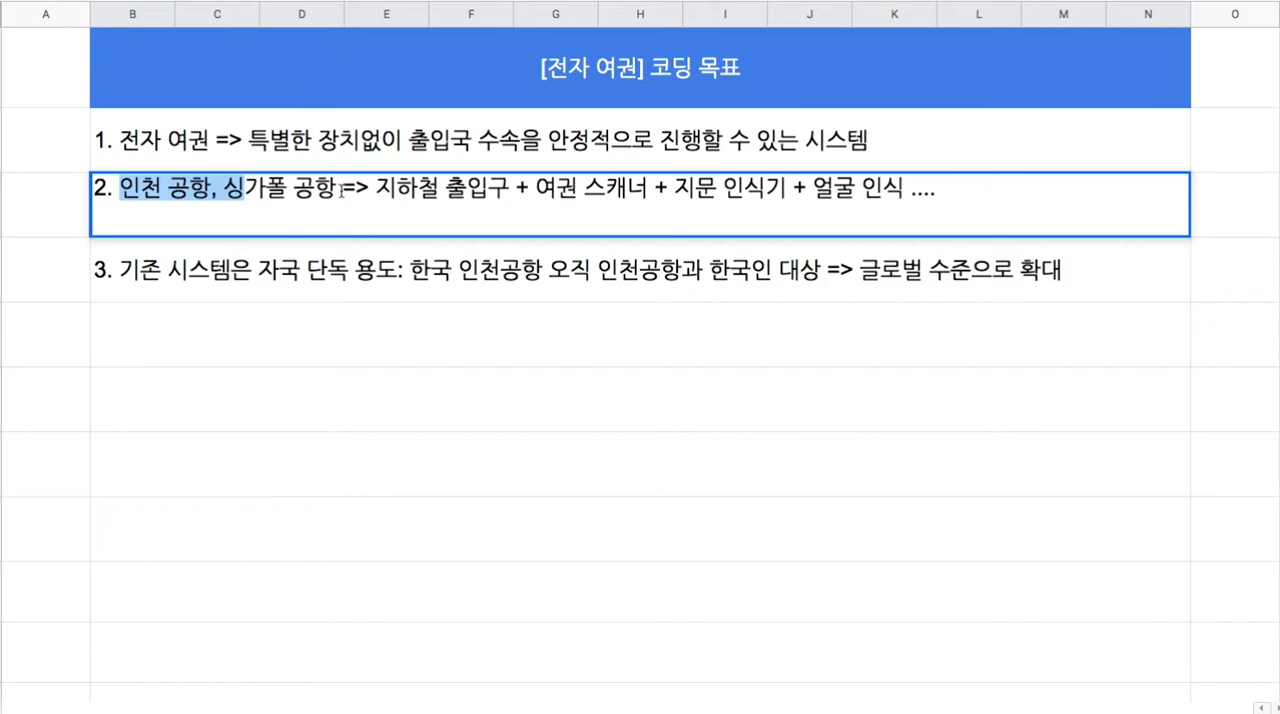 A B C D E F G H I J K L M N O
[전자 여권] 코딩 목표
1. 전자 여권 => 특별한 장치없이 출입국 수속을 안정적으로 진행할 수 있는 시스템
2. 인천 공항, 싱가폴 공항 => 지하철 출입구 + 여권 스캐너 + 지문 인식기 + 얼굴 인식 ....
3. 기존 시스템은 자국 단독 용도: 한국 인천공항 오직 인천공항과 한국인 대상 => 글로벌 수준으로 확대